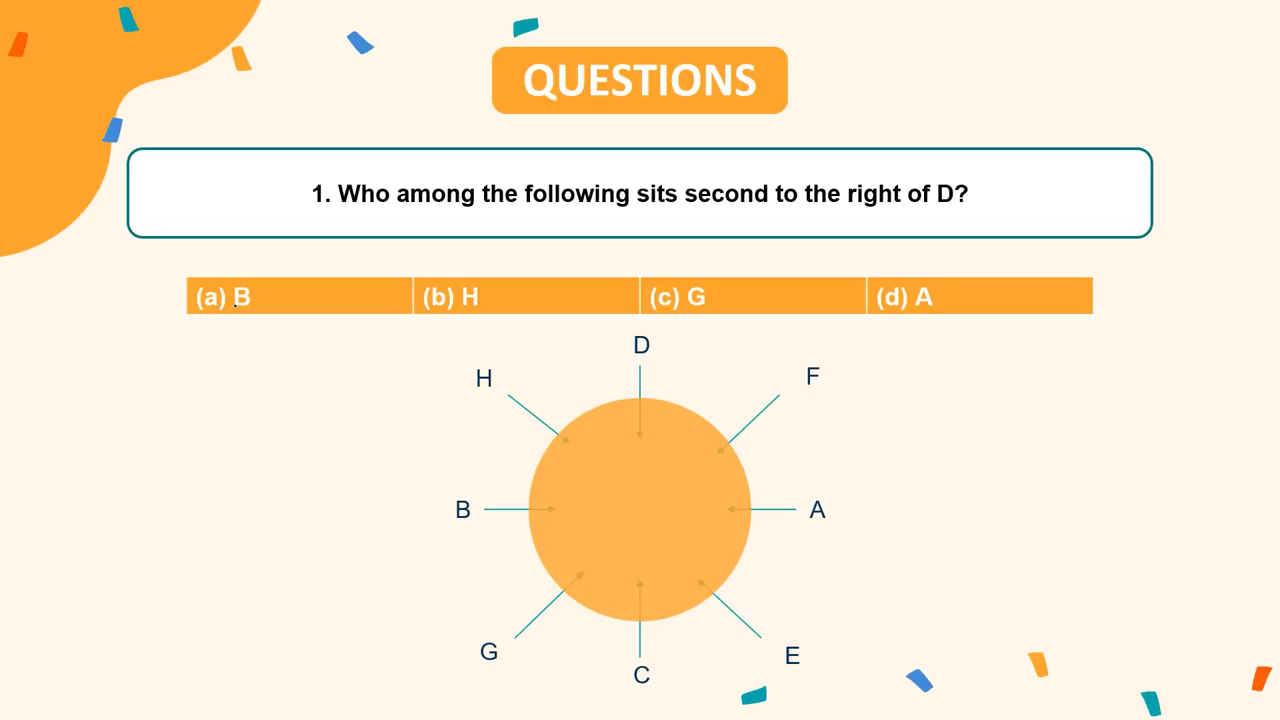 QUESTIONS
1. Who among the following sits second to the right of D?
(a) B (b) H (c) G (d) A
D
H F
B A
G E
C